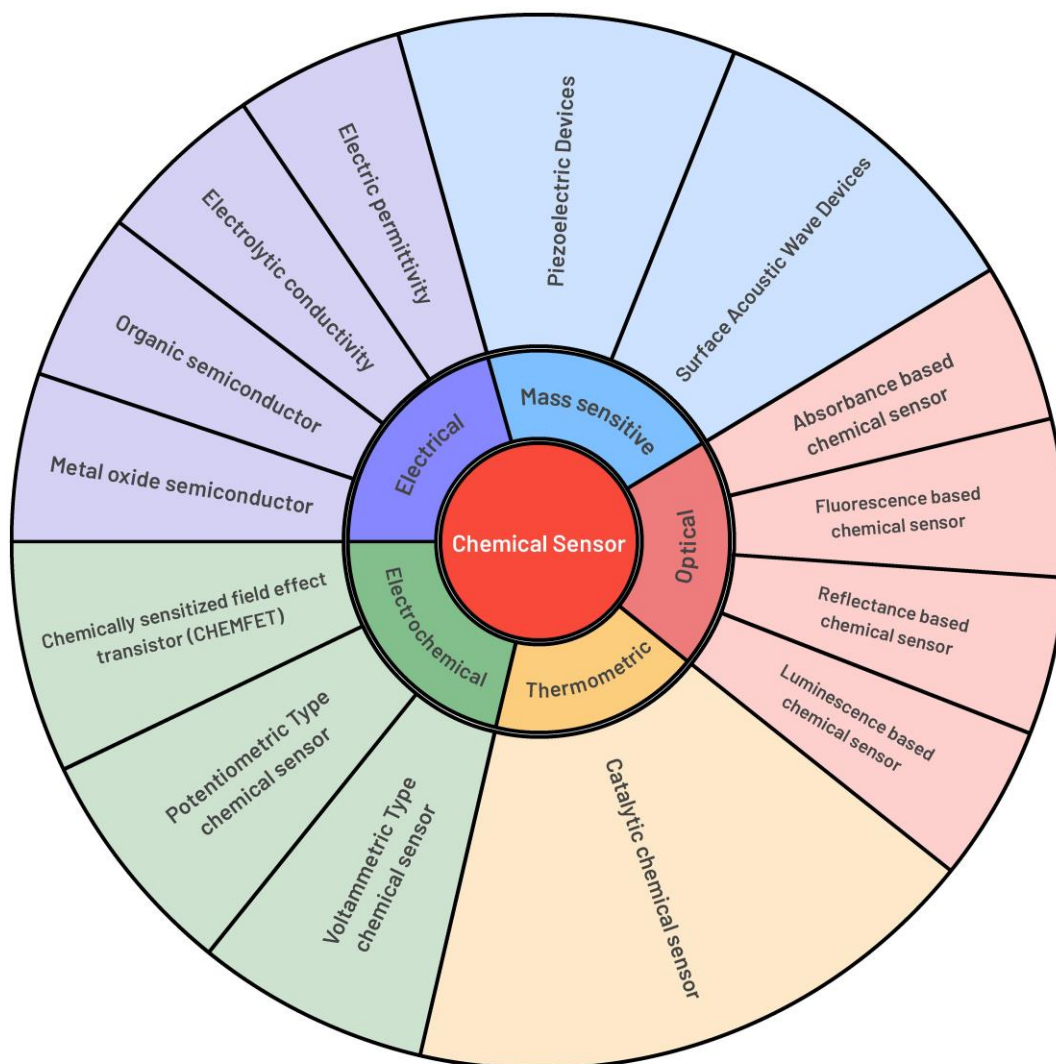 Chemical Sensor
Mass sensitive
Piezoelectric Devices
Surface Acoustic Wave Devices
Optical
Absorbance based
chemical sensor
Fluorescence based
chemical sensor
Reflectance based
chemical sensor
Luminescence based
chemical sensor
Thermometric
Catalytic chemical sensor
Electrochemical
Voltammetric Type
chemical sensor
Potentiometric Type
chemical sensor
Chemically sensitized field effect
transistor (CHEMFET)
Electrical
Metal oxide semiconductor
Organic semiconductor
Electrolytic conductivity
Electric permittivity